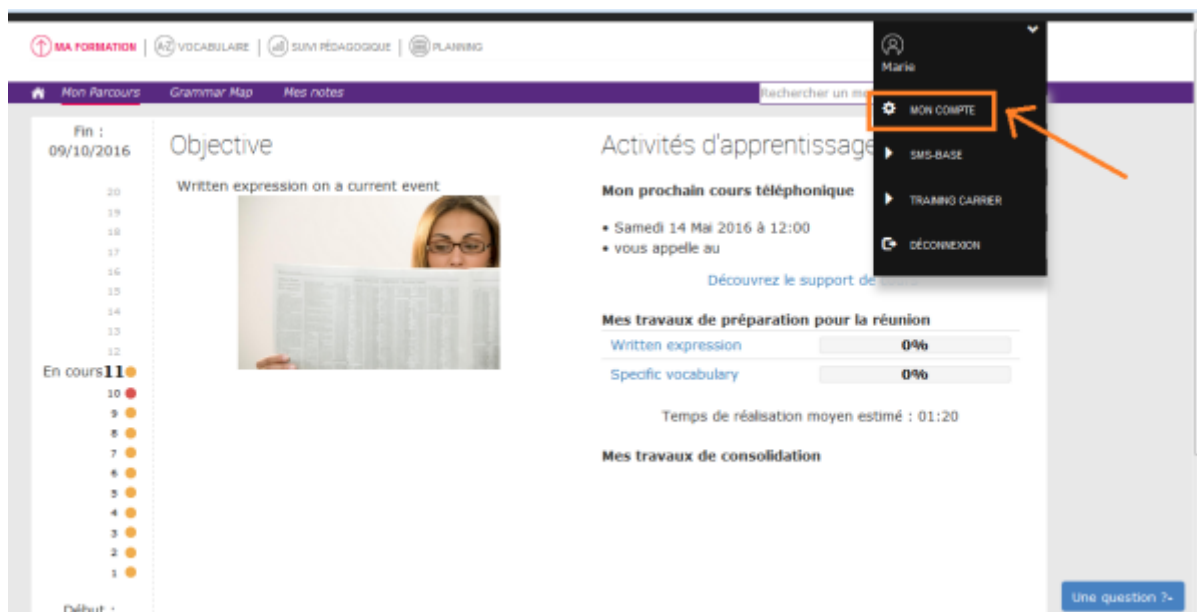 MA FORMATION | A-Z VOCABULAIRE | SUIVI PÉDAGOGIQUE | PLANNING
Marie
Mon Parcours Grammar Map Mes notes Rechercher un
MON COMPTE
SMS-BASE
TRAINING CARRIER
DÉCONNEXION
Fin :
09/10/2016
20
19
18
17
16
15
14
13
12
En cours 11
10
9
8
7
6
5
4
3
2
1
Début :
Objective
Written expression on a current event
Activités d'apprentissage
Mon prochain cours téléphonique
• Samedi 14 Mai 2016 à 12:00
• vous appelle au
Découvrez le support de
Mes travaux de préparation pour la réunion
Written expression 0%
Specific vocabulary 0%
Temps de réalisation moyen estimé : 01:20
Mes travaux de consolidation
Une question ?-